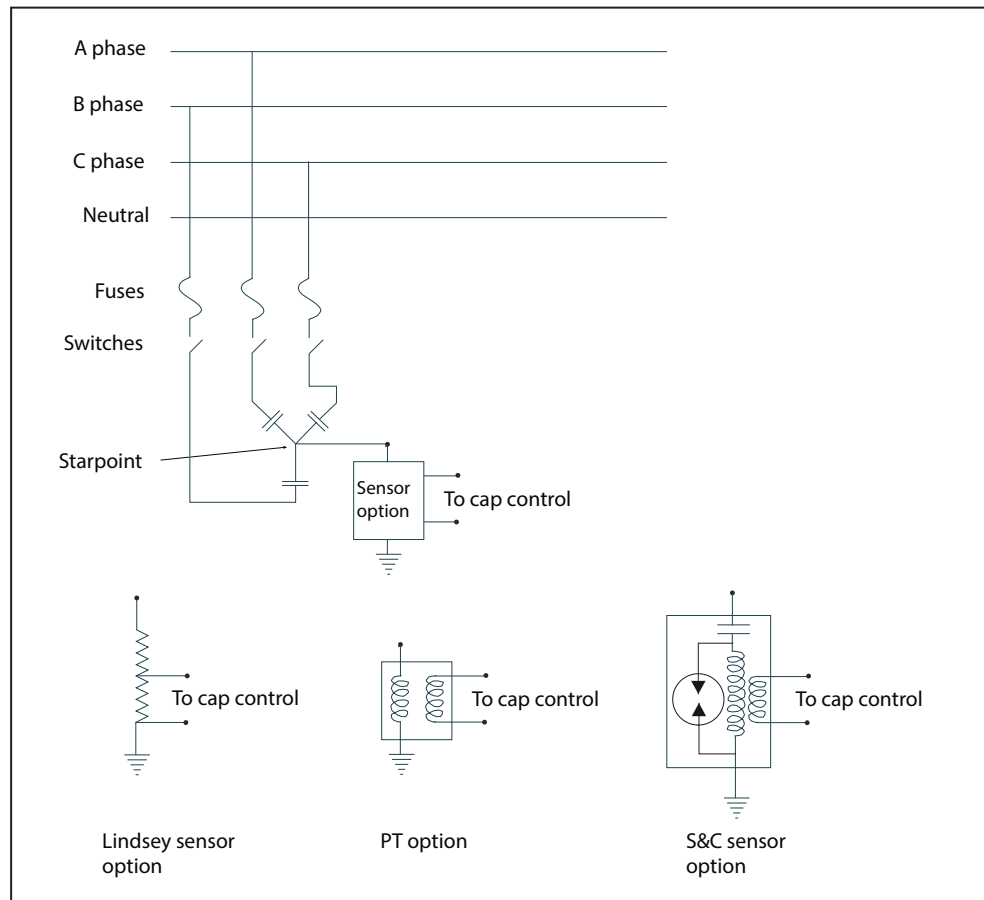 A phase
B phase
C phase
Neutral
Fuses
Switches
Starpoint
Sensor
option
To cap control
To cap control
To cap control
To cap control
Lindsey sensor
option
PT option
S&C sensor
option